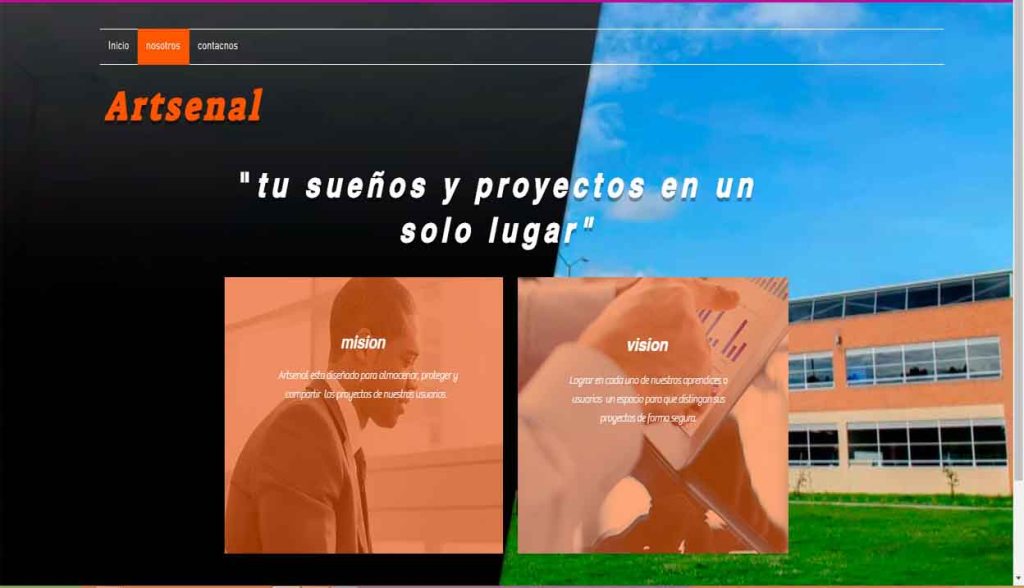 Inicio nosotros contacnos
Artsenal
"tu sueños y proyectos en un
solo lugar"
mision
Artsenal esta diseñado para almacenar, proteger y
compartir los proyectos de nuestros usuarios.
vision
Lograr en cada uno de nuestros aprendices o
usuarios un espacio para que distingan sus
proyectos de forma segura.